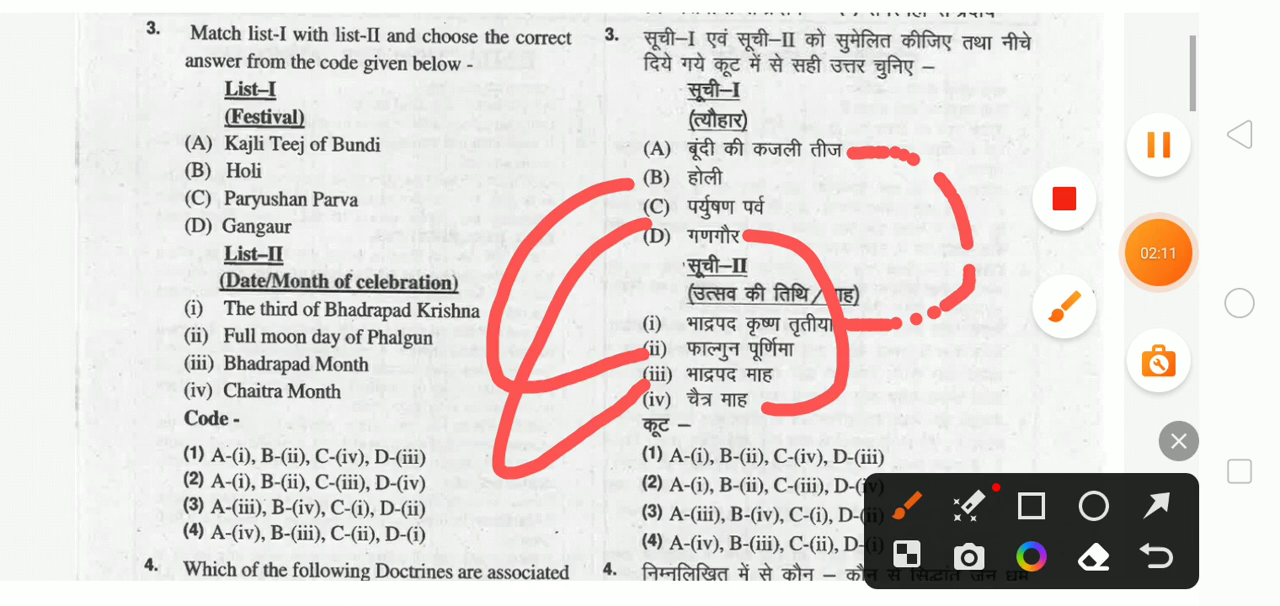 3. Match list-I with list-II and choose the correct
answer from the code given below -
List–I
(Festival)
(A) Kajli Teej of Bundi
(B) Holi
(C) Paryushan Parva
(D) Gangaur
List–II
(Date/Month of celebration)
(i) The third of Bhadrapad Krishna
(ii) Full moon day of Phalgun
(iii) Bhadrapad Month
(iv) Chaitra Month
Code -
(1) A-(i), B-(ii), C-(iv), D-(iii)
(2) A-(i), B-(ii), C-(iii), D-(iv)
(3) A-(iii), B-(iv), C-(i), D-(ii)
(4) A-(iv), B-(iii), C-(ii), D-(i)
4. Which of the following Doctrines are associated
3. सूची–I एवं सूची–II को सुमेलित कीजिए तथा नीचे
दिये गये कूट में से सही उत्तर चुनिए –
सूची–I
(त्यौहार)
(A) बूंदी की कजली तीज
(B) होली
(C) पर्युषण पर्व
(D) गणगौर
सूची–II
(उत्सव की तिथि/माह)
(i) भाद्रपद कृष्ण तृतीया
(ii) फाल्गुन पूर्णिमा
(iii) भाद्रपद माह
(iv) चैत्र माह
कूट –
(1) A-(i), B-(ii), C-(iv), D-(iii)
(2) A-(i), B-(ii), C-(iii), D-(iv)
(3) A-(iii), B-(iv), C-(i), D-(ii)
(4) A-(iv), B-(iii), C-(ii), D-(i)
4. निम्नलिखित में से कौन – कौन से सिद्धांत जैन धर्म
02:11